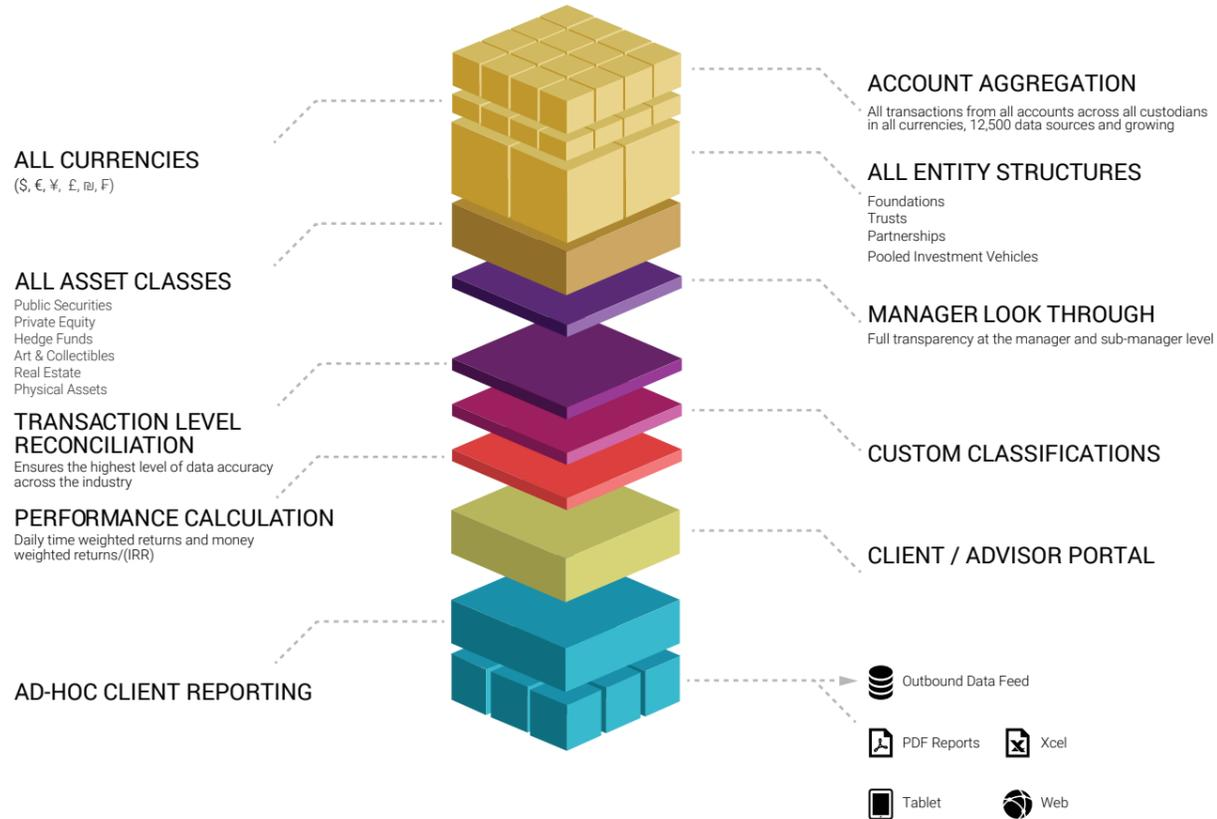 ALL CURRENCIES
($, €, ¥, £, ₪, ₣)
ALL ASSET CLASSES
Public Securities
Private Equity
Hedge Funds
Art & Collectibles
Real Estate
Physical Assets
TRANSACTION LEVEL
RECONCILIATION
Ensures the highest level of data accuracy
across the industry
PERFORMANCE CALCULATION
Daily time weighted returns and money
weighted returns/(IRR)
AD-HOC CLIENT REPORTING
ACCOUNT AGGREGATION
All transactions from all accounts across all custodians
in all currencies, 12,500 data sources and growing
ALL ENTITY STRUCTURES
Foundations
Trusts
Partnerships
Pooled Investment Vehicles
MANAGER LOOK THROUGH
Full transparency at the manager and sub-manager level
CUSTOM CLASSIFICATIONS
CLIENT / ADVISOR PORTAL
Outbound Data Feed
PDF Reports
Xcel
Tablet
Web